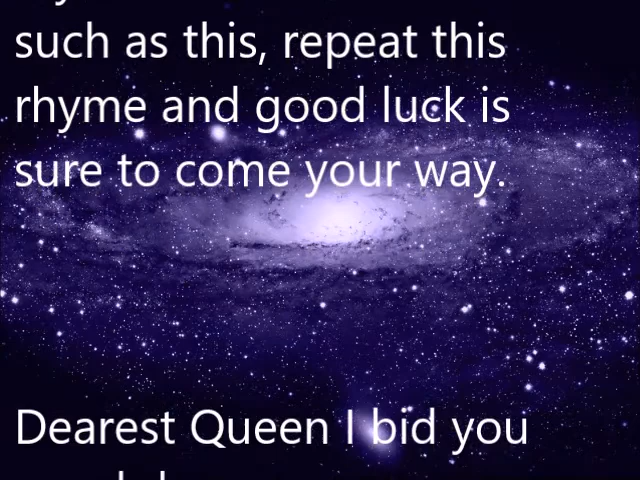 such as this, repeat this
rhyme and good luck is
sure to come your way.
Dearest Queen I bid you